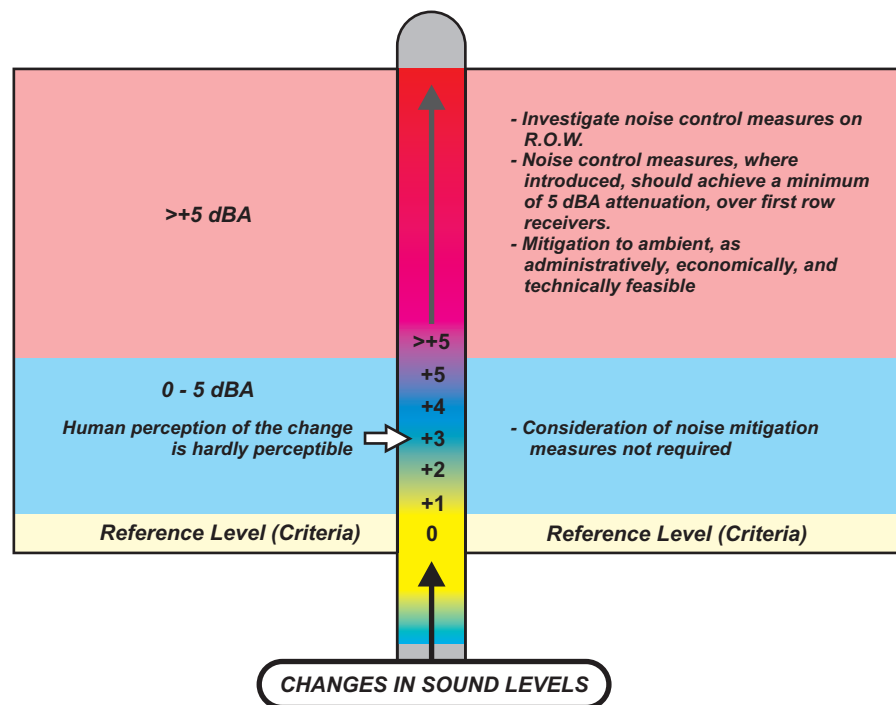 - Investigate noise control measures on
R.O.W.
- Noise control measures, where
introduced, should achieve a minimum
of 5 dBA attenuation, over first row
receivers.
- Mitigation to ambient, as
administratively, economically, and
technically feasible
>+5 dBA
>+5
0 - 5 dBA
+5
+4
Human perception of the change
is hardly perceptible
+3
- Consideration of noise mitigation
measures not required
+2
+1
Reference Level (Criteria)
0
Reference Level (Criteria)
CHANGES IN SOUND LEVELS